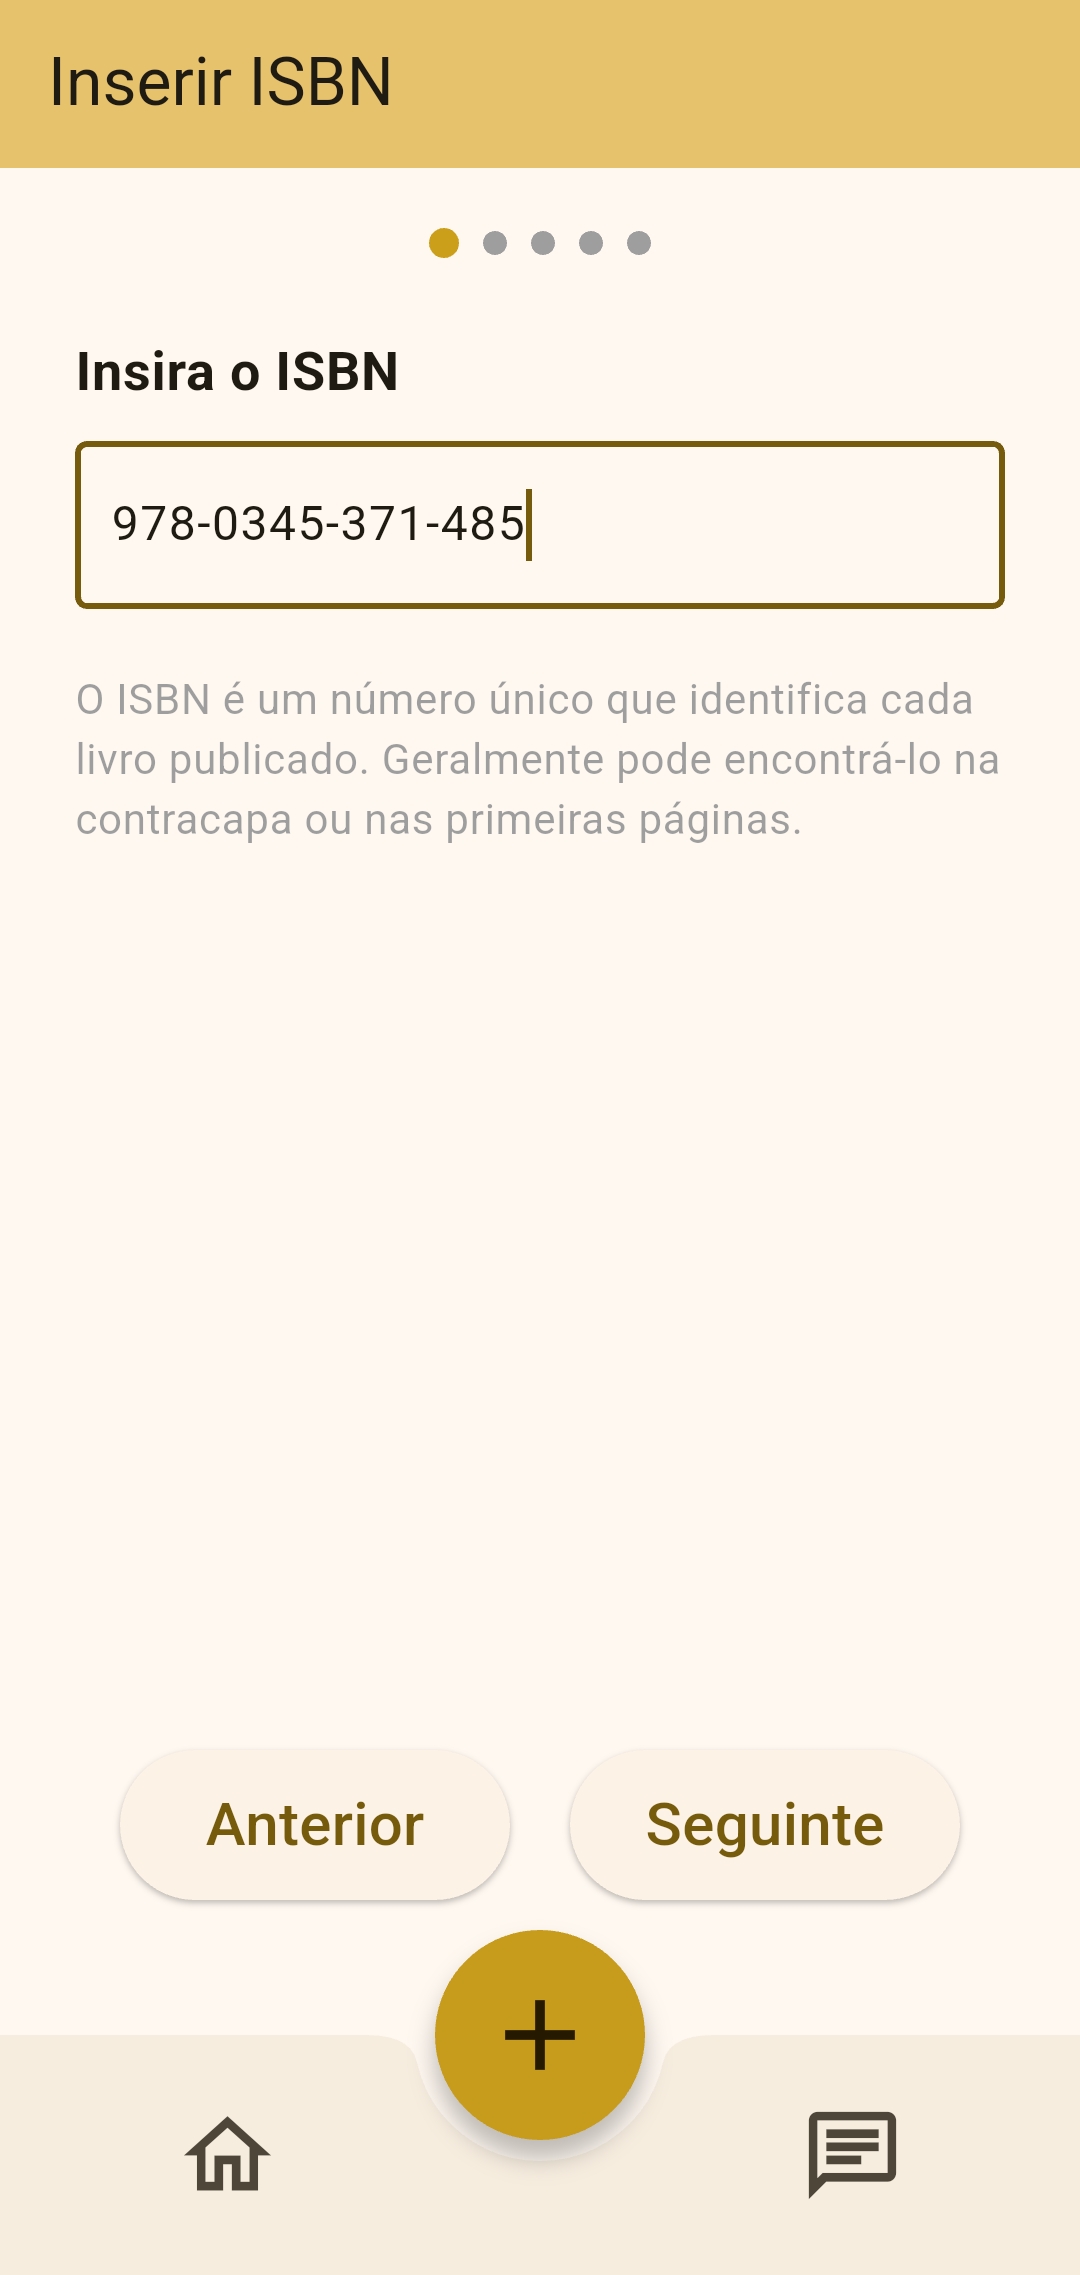 Inserir ISBN
Insira o ISBN
978-0345-371-485
O ISBN é um número único que identifica cada
livro publicado. Geralmente pode encontrá-lo na
contracapa ou nas primeiras páginas.
Anterior
Seguinte